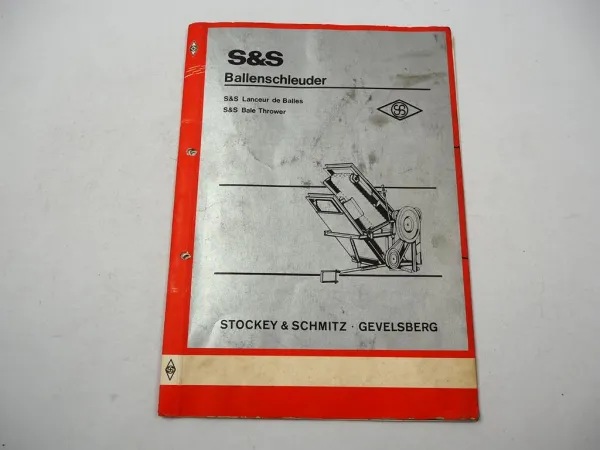 S&S
Ballenschleuder
S&S Lanceur de Balles
S&S Bale Thrower
STOCKEY & SCHMITZ · GEVELSBERG